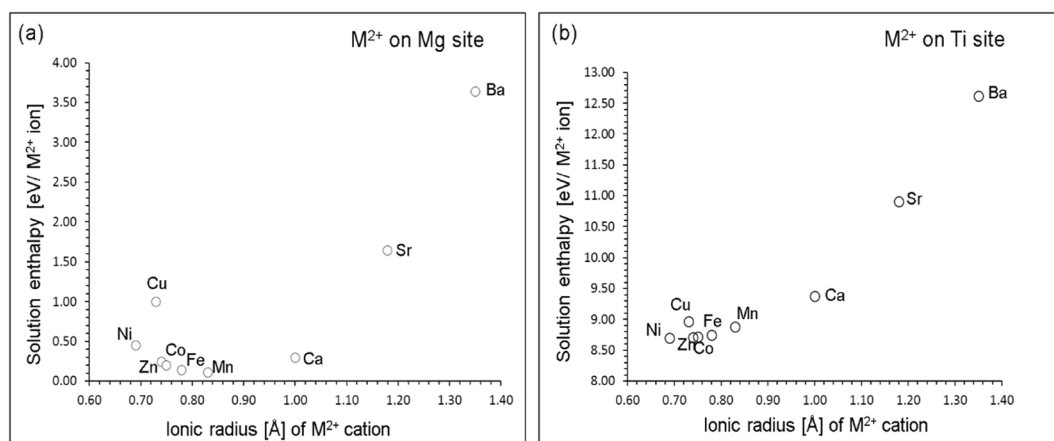 (a)
M²⁺ on Mg site
Solution enthalpy [eV/ M²⁺ ion]
4.00
3.50
3.00
2.50
2.00
1.50
1.00
0.50
0.00
Ba
Sr
Cu
Ni
Co
Zn
Fe
Mn
Ca
0.60 0.70 0.80 0.90 1.00 1.10 1.20 1.30 1.40
Ionic radius [Å] of M²⁺ cation
(b)
M²⁺ on Ti site
Solution enthalpy [eV/ M²⁺ ion]
13.00
12.50
12.00
11.50
11.00
10.50
10.00
9.50
9.00
8.50
8.00
Ba
Sr
Ca
Cu
Fe
Mn
Ni
Zn
Co
0.60 0.70 0.80 0.90 1.00 1.10 1.20 1.30 1.40
Ionic radius [Å] of M²⁺ cation